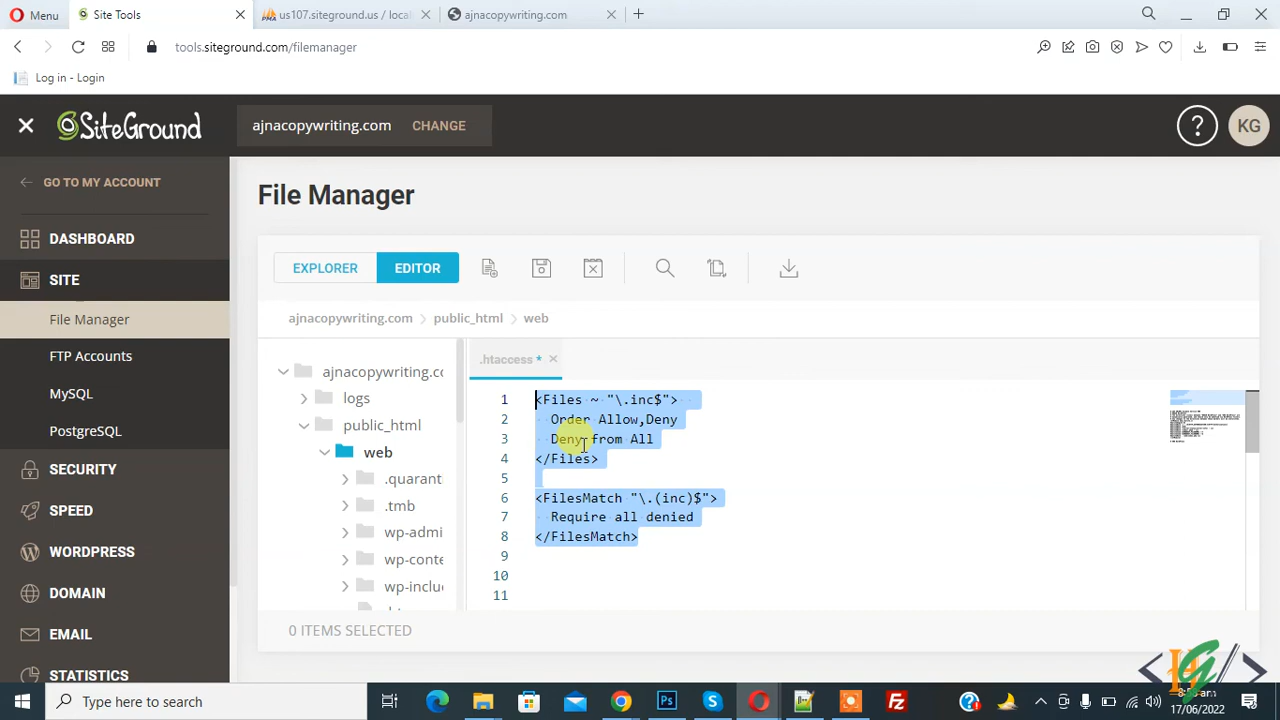 Menu
Site Tools
us107.siteground.us / local
ajnacopywriting.com
tools.siteground.com/filemanager
Log in - Login
SiteGround
ajnacopywriting.com CHANGE
? KG
GO TO MY ACCOUNT
DASHBOARD
SITE
File Manager
FTP Accounts
MySQL
PostgreSQL
SECURITY
SPEED
WORDPRESS
DOMAIN
EMAIL
STATISTICS
File Manager
EXPLORER EDITOR
ajnacopywriting.com > public_html > web
ajnacopywriting.cc
logs
public_html
web
.quarant
.tmb
wp-admi
wp-conte
wp-inclu
.htaccess *
1 <Files ~ "\.inc$">
2 Order Allow,Deny
3 Deny from All
4 </Files>
5
6 <FilesMatch "\.(inc)$">
7 Require all denied
8 </FilesMatch>
9
10
11
0 ITEMS SELECTED
Type here to search
17/06/2022